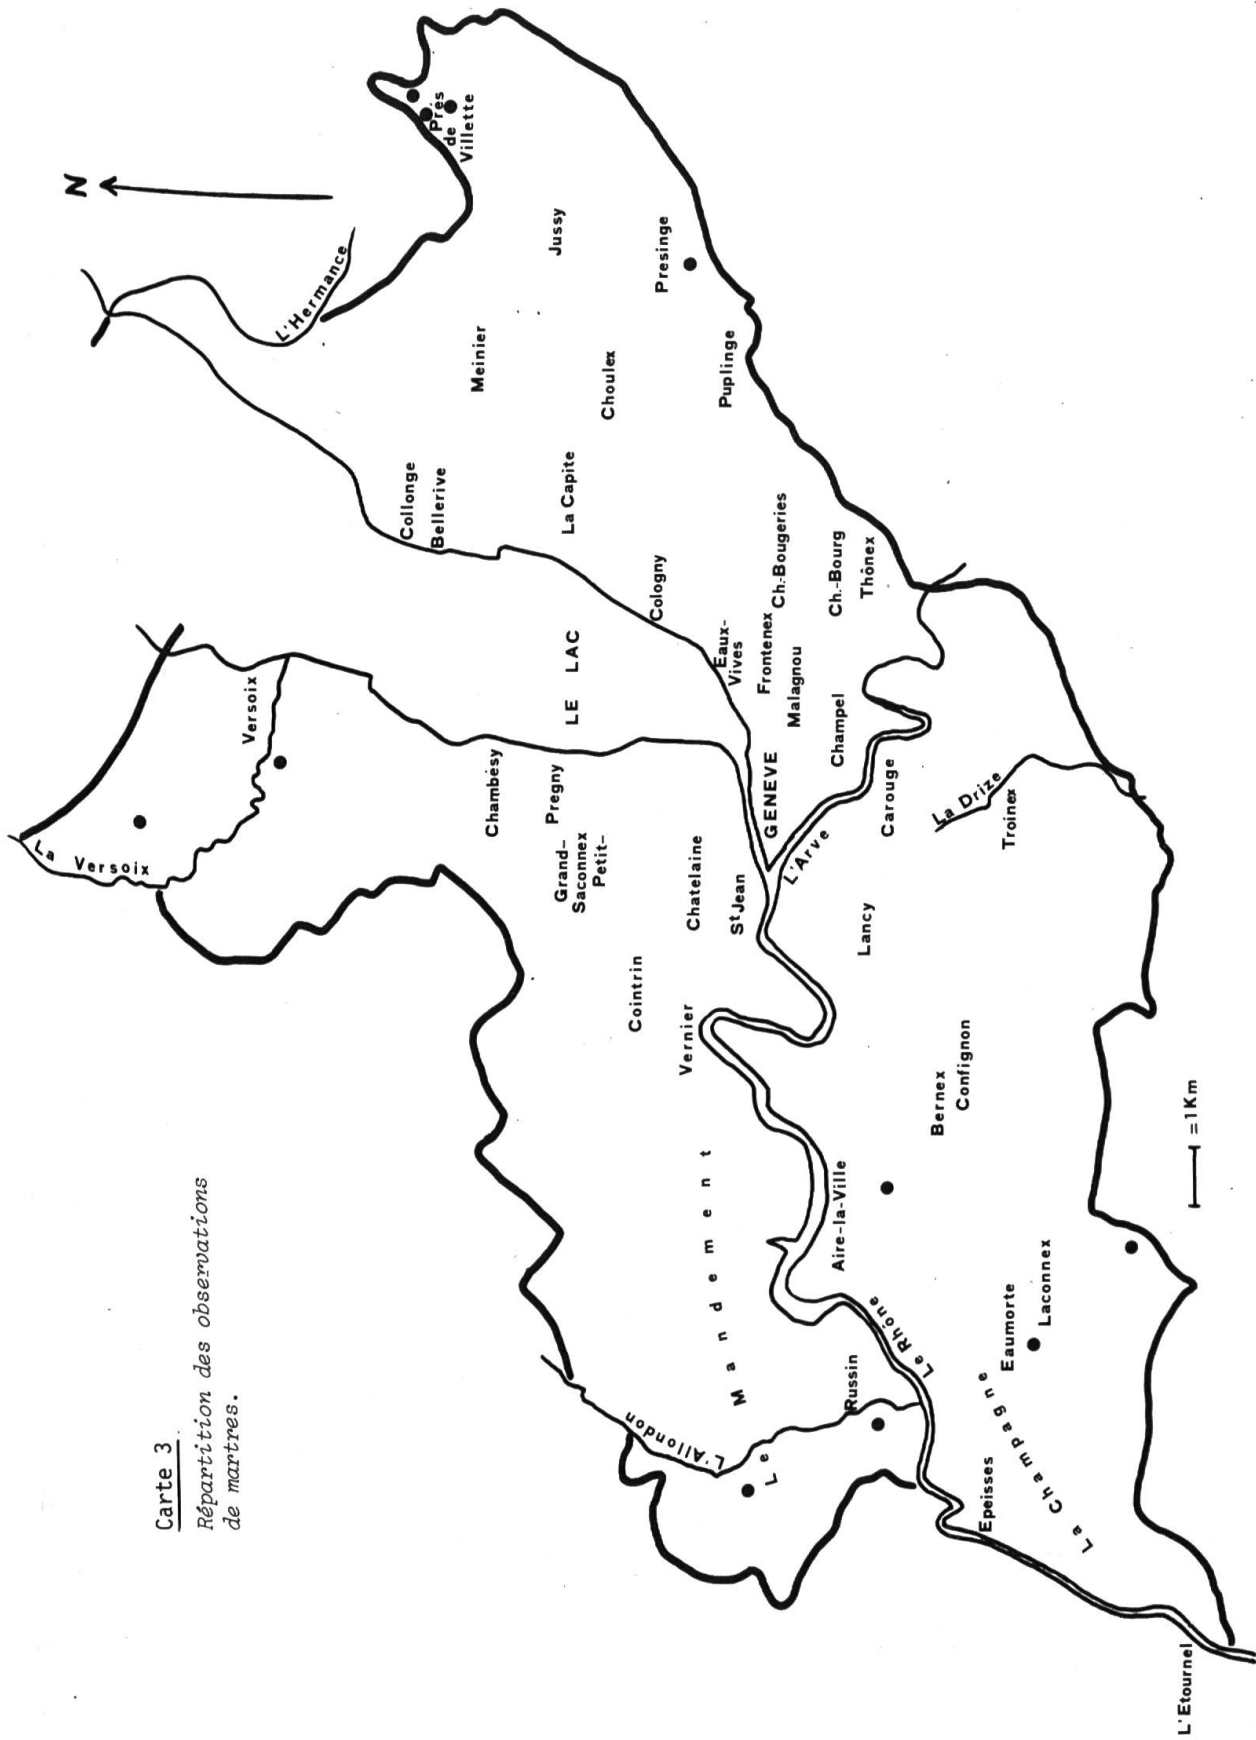 Carte 3
Répartition des observations
de martres.
N
L'Hermance
Prés
de
Villette
Jussy
Presinge
Meinier
Choulex
Puplinge
Collonge
Bellerive
La Capite
Cologny
Ch.-Bougeries
Ch.-Bourg
Thônex
LE LAC
Eaux-
Vives
Frontenex
Malagnou
Champel
Versoix
La Versoix
Chambésy
Pregny
Grand-
Saconnex
Petit-
GENEVE
Carouge
La Drize
Troinex
L'Arve
Chatelaine
St Jean
Lancy
Cointrin
Vernier
Bernex
Confignon
Le Mandement
Aire-la-Ville
Le Rhône
Russin
L'Allondon
Laconnex
Eaumorte
La Champagne
Epeisses
L'Etournel
=1Km